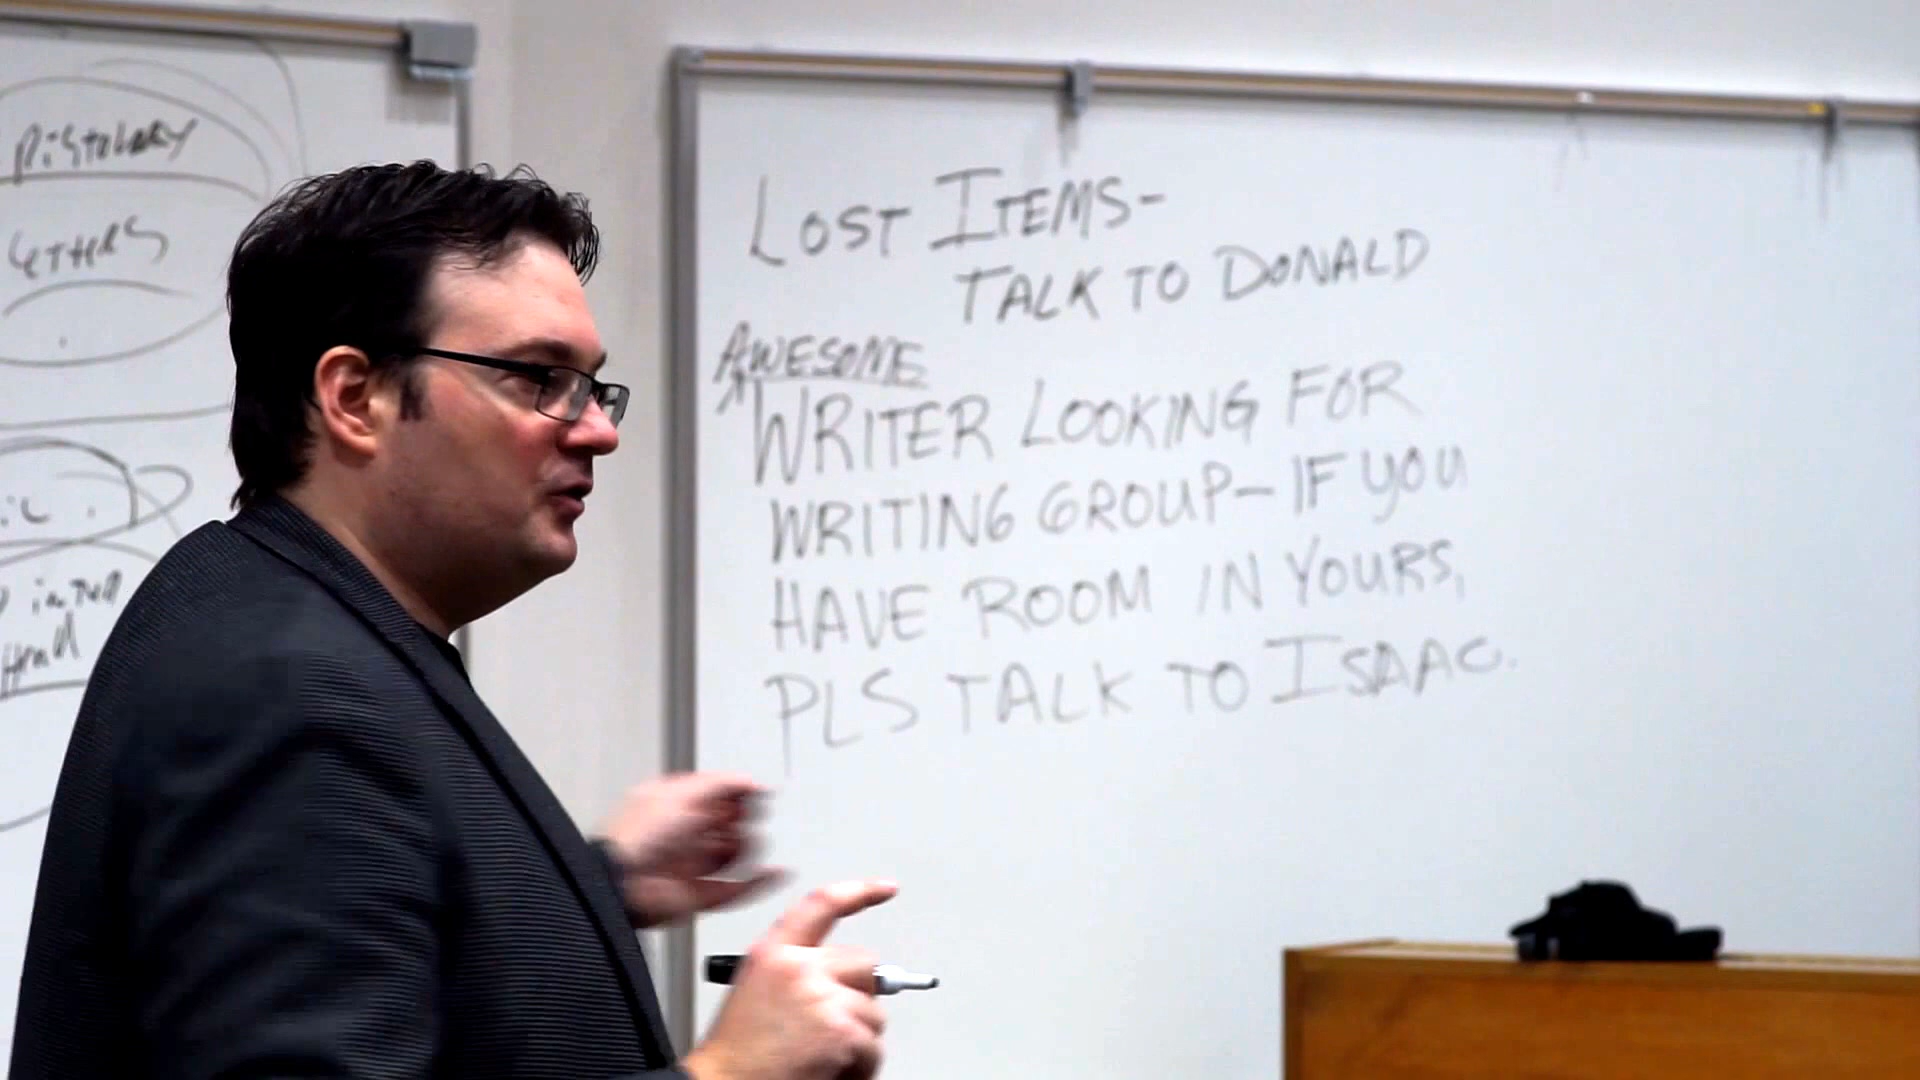 LETTERS
LOST ITEMS-
TALK TO DONALD
AWESOME
WRITER LOOKING FOR
WRITING GROUP- IF YOU
HAVE ROOM IN YOURS,
PLS TALK TO ISAAC.